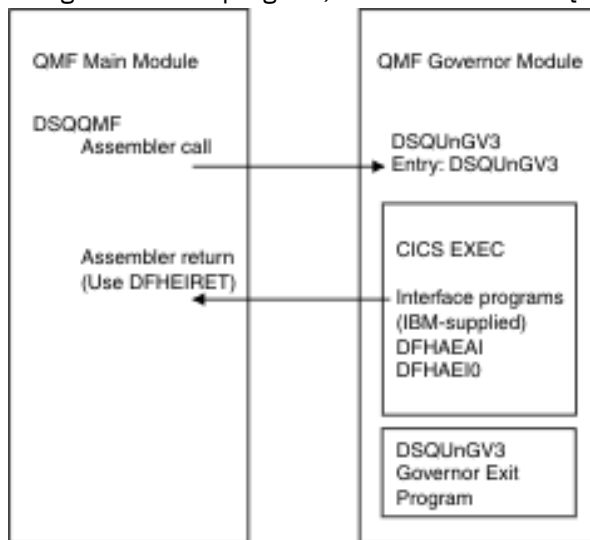 QMF Main Module
DSQQMF
Assembler call
Assembler return
(Use DFHEIRET)
QMF Governor Module
DSQUnGV3
Entry: DSQUnGV3
CICS EXEC
Interface programs
(IBM-supplied)
DFHAEAI
DFHAEI0
DSQUnGV3
Governor Exit
Program